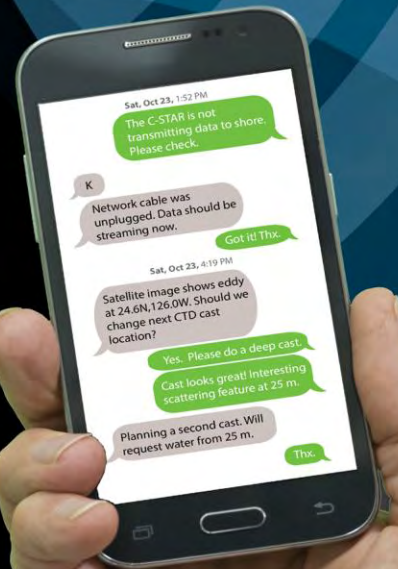 Sat, Oct 23, 1:52 PM
The C-STAR is not
transmitting data to shore.
Please check.
K
Network cable was
unplugged. Data should be
streaming now.
Got it! Thx.
Sat, Oct 23, 4:19 PM
Satellite image shows eddy
at 24.6N,126.0W. Should we
change next CTD cast
location?
Yes. Please do a deep cast.
Cast looks great! Interesting
scattering feature at 25 m.
Planning a second cast. Will
request water from 25 m.
Thx.